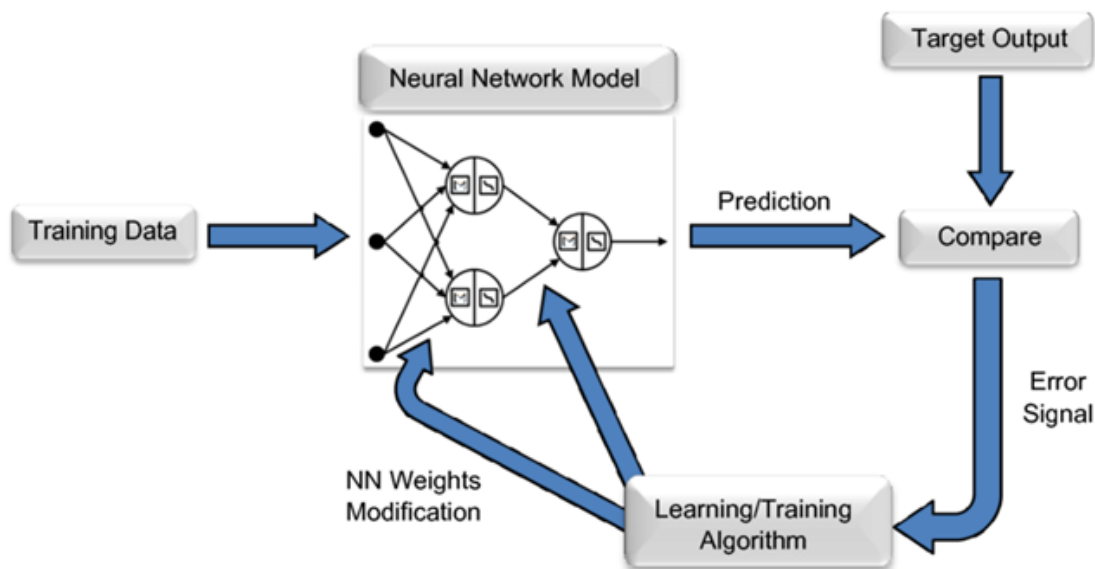 Target Output
Neural Network Model
Training Data
Prediction
Compare
Error
Signal
NN Weights
Modification
Learning/Training
Algorithm